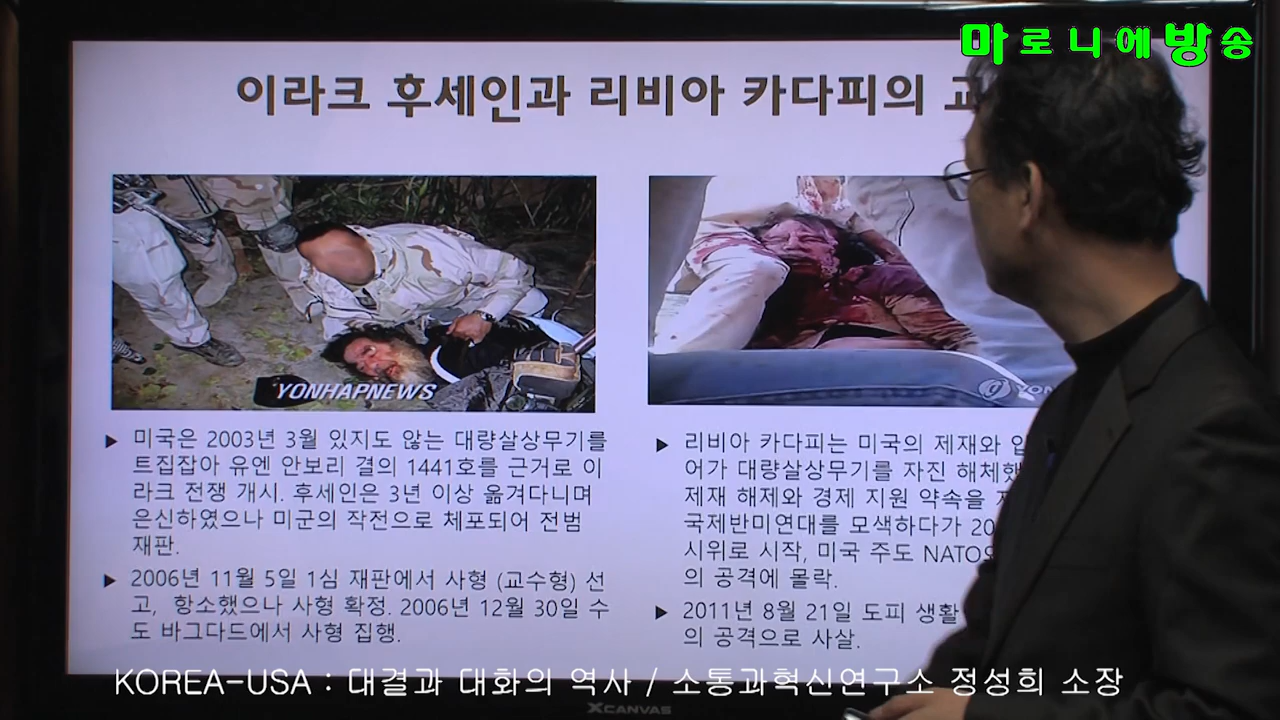 마로니에방송
이라크 후세인과 리비아 카다피의
YONHAPNEWS
▶ 미국은 2003년 3월 있지도 않는 대량살상무기를
트집잡아 유엔 안보리 결의 1441호를 근거로 이
라크 전쟁 개시. 후세인은 3년 이상 옮겨다니며
은신하였으나 미군의 작전으로 체포되어 전범
재판.
▶ 2006년 11월 5일 1심 재판에서 사형 (교수형) 선
고, 항소했으나 사형 확정. 2006년 12월 30일 수
도 바그다드에서 사형 집행.
▶ 리비아 카다피는 미국의 제재와
어가 대량살상무기를 자진
제재 해제와 경제 지원 약속을
국제반미연대를 모색하다가
시위로 시작, 미국 주도
의 공격에 몰락.
▶ 2011년 8월 21일 도피 생활
의 공격으로 사살.
KOREA-USA : 대결과 대화의 역사 / 소통과혁신연구소 정성희 소장
XCANVAS